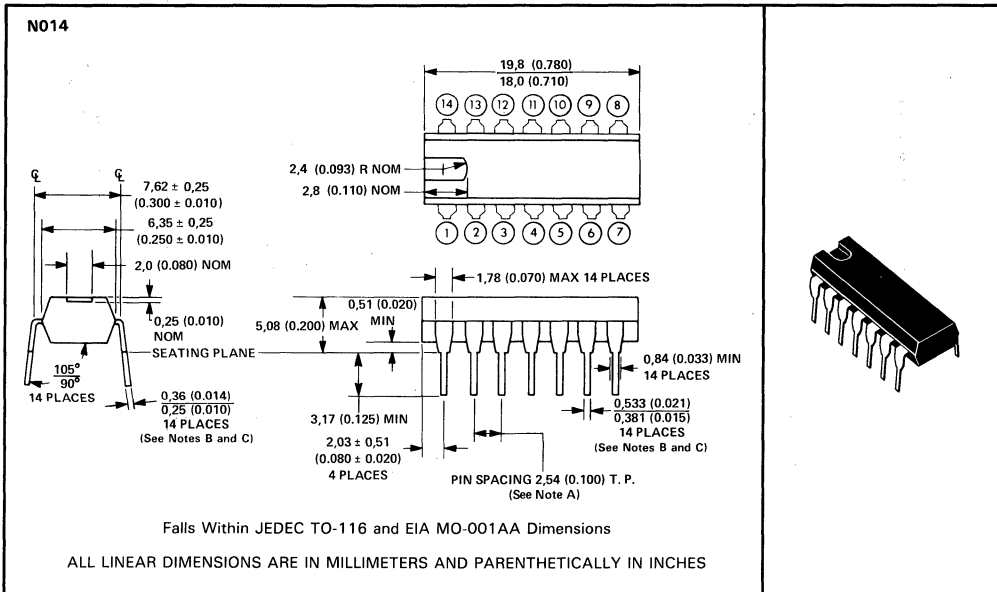 N014
19,8 (0.780)
18,0 (0.710)
14 13 12 11 10 9 8
2,4 (0.093) R NOM
2,8 (0.110) NOM
1 2 3 4 5 6 7
℄ ℄
7,62 ± 0,25
(0.300 ± 0.010)
6,35 ± 0,25
(0.250 ± 0.010)
2,0 (0.080) NOM
0,25 (0.010)
NOM
SEATING PLANE
105°
90°
14 PLACES
0,36 (0.014)
0,25 (0.010)
14 PLACES
(See Notes B and C)
1,78 (0.070) MAX 14 PLACES
0,51 (0.020)
MIN
5,08 (0.200) MAX
3,17 (0.125) MIN
2,03 ± 0,51
(0.080 ± 0.020)
4 PLACES
0,84 (0.033) MIN
14 PLACES
0,533 (0.021)
0,381 (0.015)
14 PLACES
(See Notes B and C)
PIN SPACING 2,54 (0.100) T. P.
(See Note A)
Falls Within JEDEC TO-116 and EIA MO-001AA Dimensions
ALL LINEAR DIMENSIONS ARE IN MILLIMETERS AND PARENTHETICALLY IN INCHES